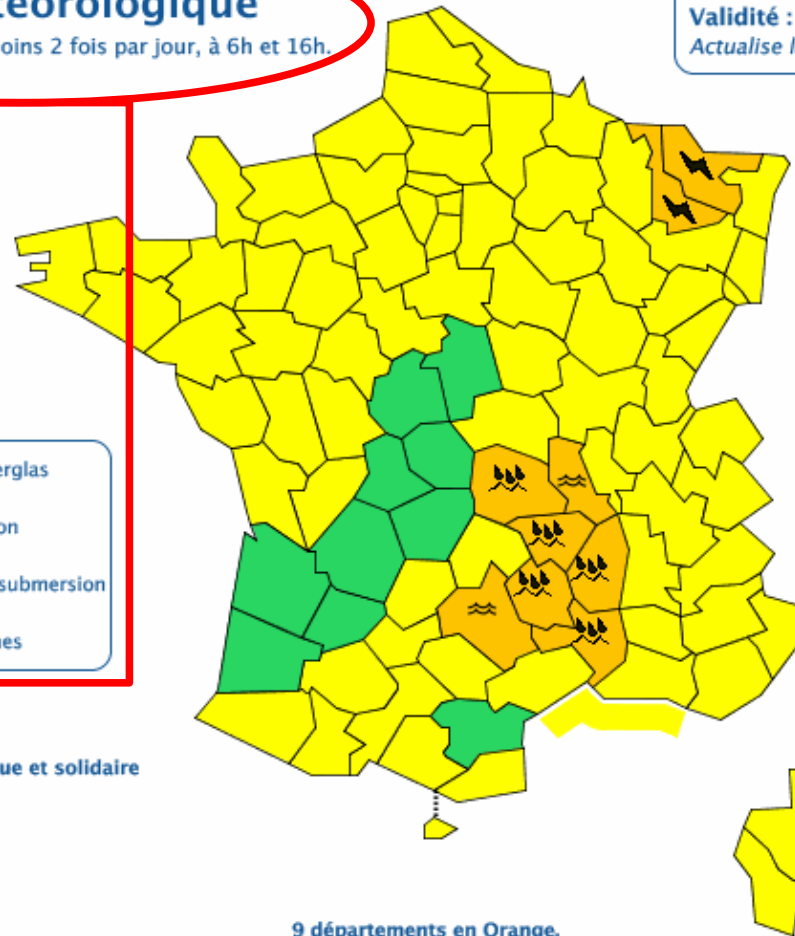 téorologique
oins 2 fois par jour, à 6h et 16h.
Validité :
Actualise l
erglas
on
submersion
es
ue et solidaire
9 départements en Orange.